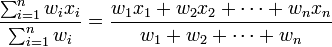 \frac{\sum_{i=1}^{n} w_i x_i}{\sum_{i=1}^{n} w_i} = \frac{w_1 x_1 + w_2 x_2 + \cdots + w_n x_n}{w_1 + w_2 + \cdots + w_n}